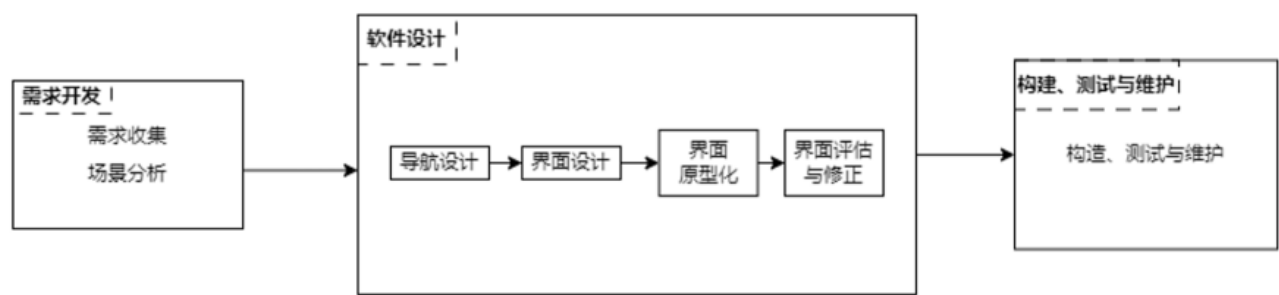 需求开发
需求收集
场景分析
软件设计
导航设计
界面设计
界面
原型化
界面评估
与修正
构建、测试与维护
构造、测试与维护